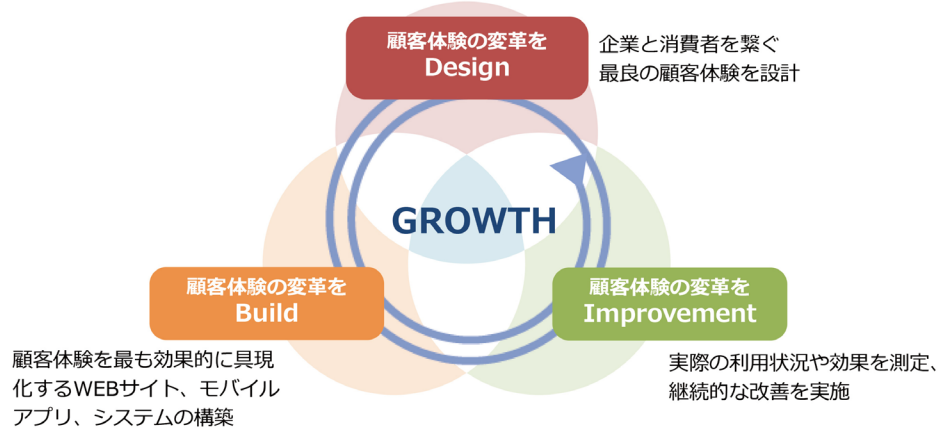 顧客体験の変革を
Design
企業と消費者を繋ぐ
最良の顧客体験を設計
GROWTH
顧客体験の変革を
Build
顧客体験を最も効果的に具現
化するWEBサイト、モバイル
アプリ、システムの構築
顧客体験の変革を
Improvement
実際の利用状況や効果を測定、
継続的な改善を実施